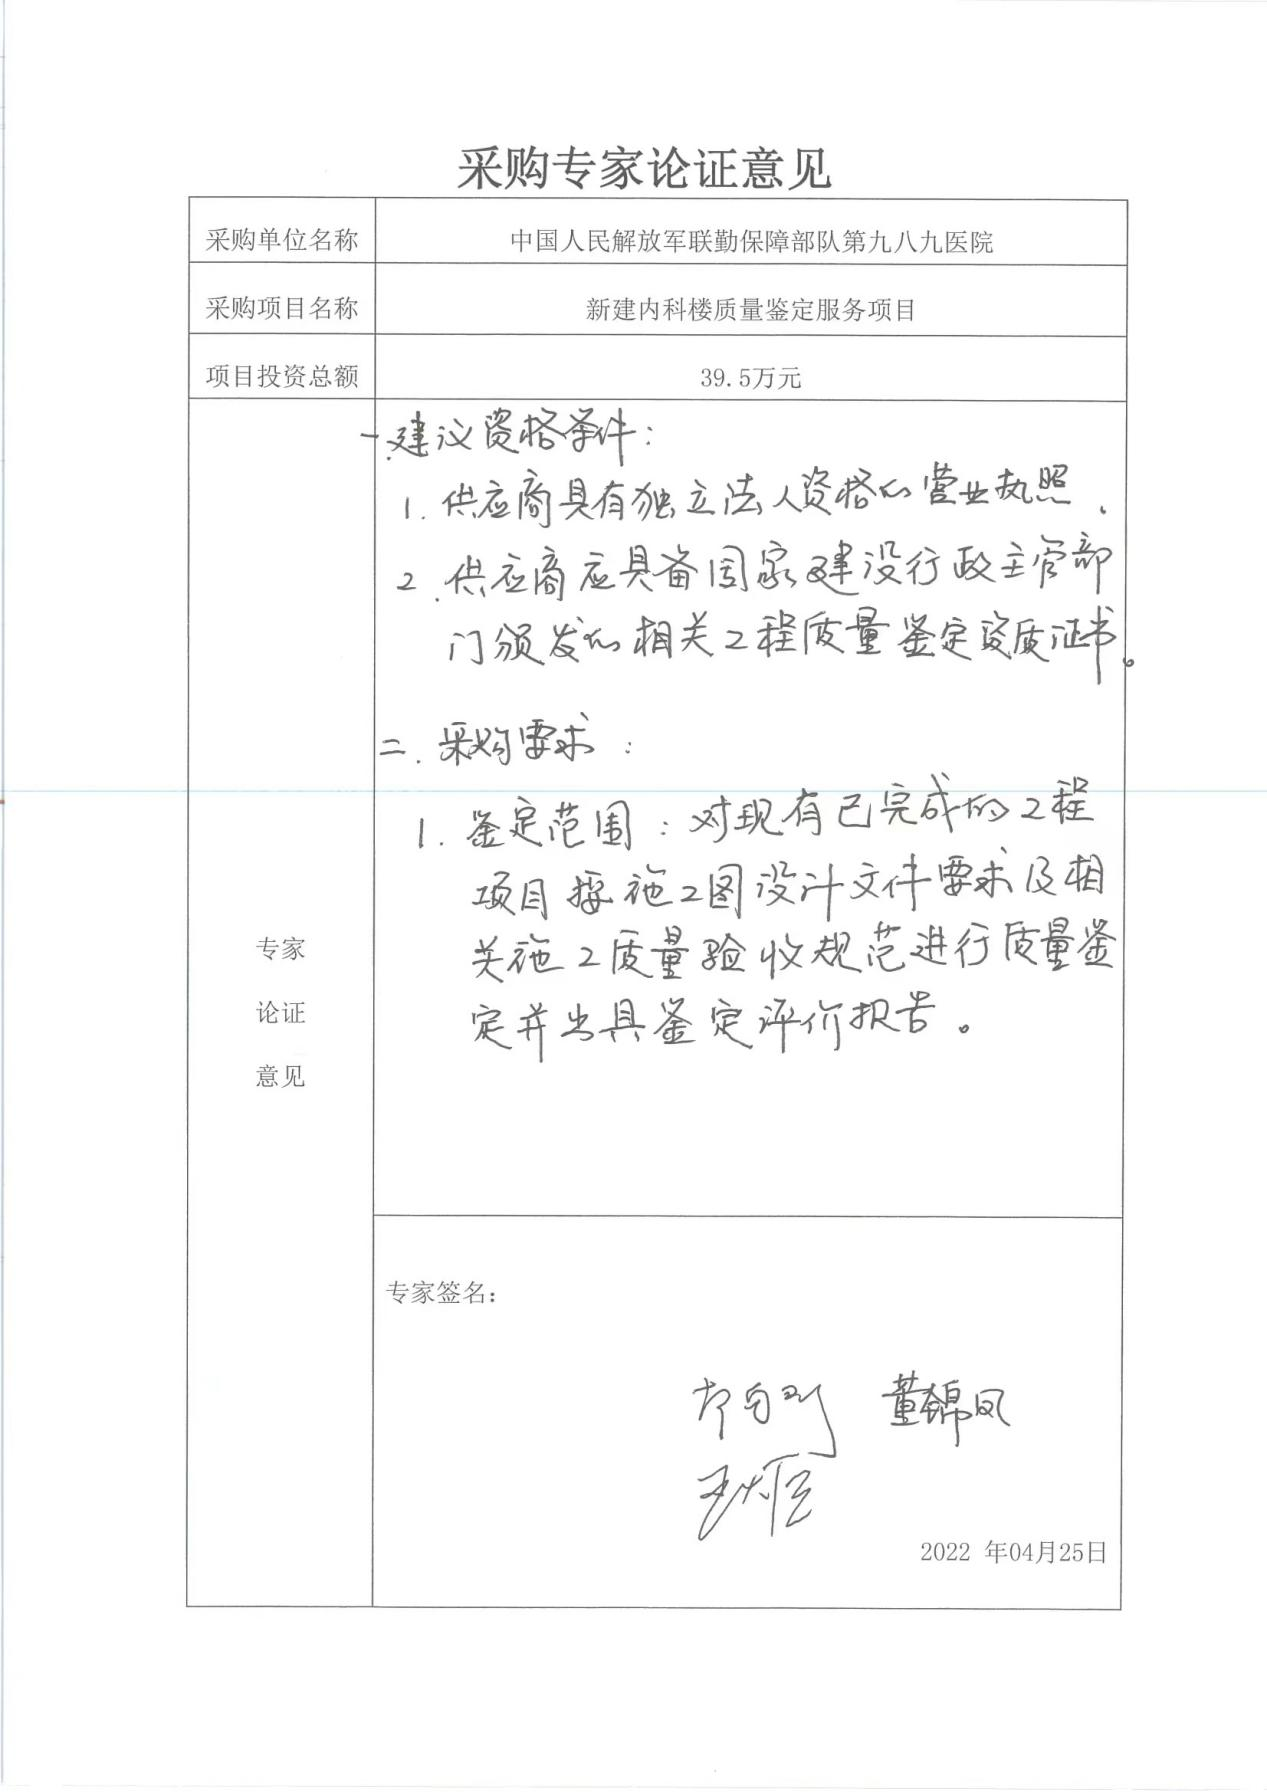 采购专家论证意见
采购单位名称 中国人民解放军联勤保障部队第九八九医院
采购项目名称 新建内科楼质量鉴定服务项目
项目投资总额 39.5万元
专家
论证
意见
一.建议资格条件：
1. 供应商具有独立法人资格的营业执照、
2. 供应商应具备国家建设行政主管部
门颁发的相关工程质量鉴定资质证书。
二. 采购要求：
1. 鉴定范围：对现有已完成的工程
项目按施工图设计文件要求及相
关施工质量验收规范进行质量鉴
定并出具鉴定评价报告。
专家签名：
董锦凤
2022 年04月25日